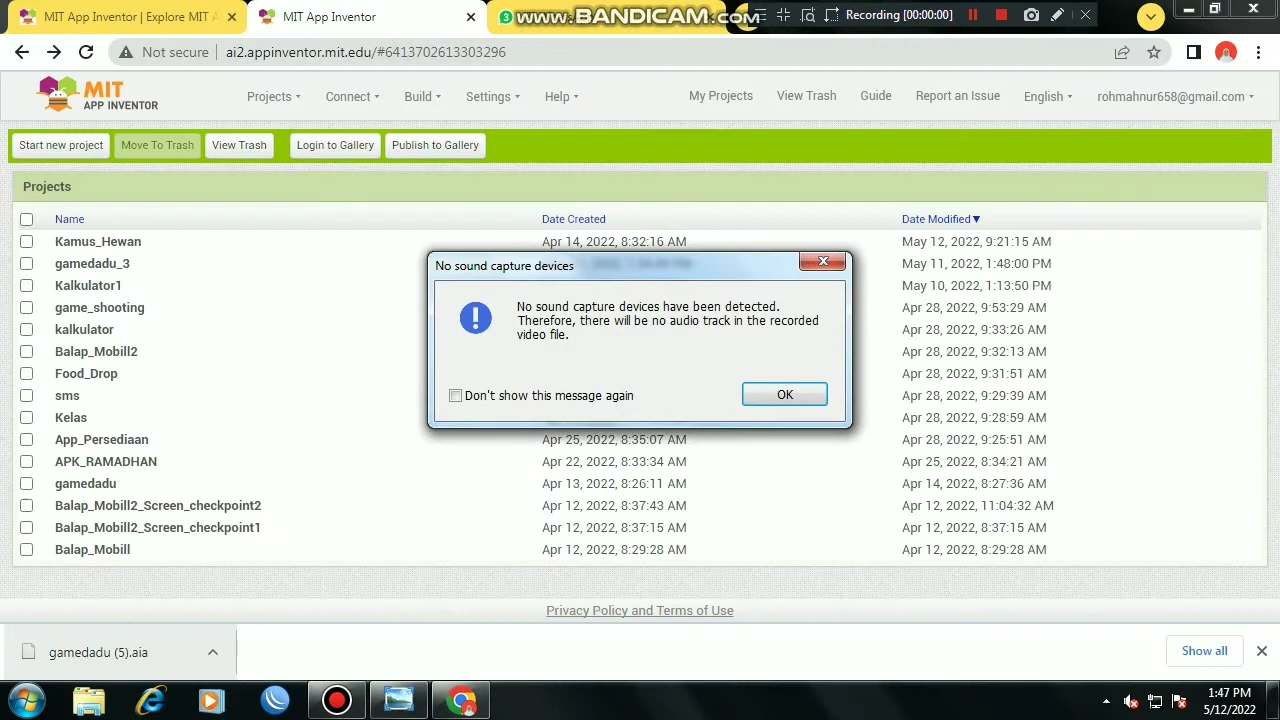 MIT App Inventor | Explore MIT A
MIT App Inventor
www.BANDICAM.com
Recording [00:00:00]
Not secure
ai2.appinventor.mit.edu/#6413702613303296
MIT
APP INVENTOR
Projects
Connect
Build
Settings
Help
My Projects
View Trash
Guide
Report an Issue
English
rohmahnur658@gmail.com
Start new project
Move To Trash
View Trash
Login to Gallery
Publish to Gallery
Projects
Name Date Created Date Modified
Kamus_Hewan Apr 14, 2022, 8:32:16 AM May 12, 2022, 9:21:15 AM
gamedadu_3 May 11, 2022, 1:48:00 PM
Kalkulator1 May 10, 2022, 1:13:50 PM
game_shooting Apr 28, 2022, 9:53:29 AM
kalkulator Apr 28, 2022, 9:33:26 AM
Balap_Mobill2 Apr 28, 2022, 9:32:13 AM
Food_Drop Apr 28, 2022, 9:31:51 AM
sms Apr 28, 2022, 9:29:39 AM
Kelas Apr 28, 2022, 9:28:59 AM
App_Persediaan Apr 25, 2022, 8:35:07 AM Apr 28, 2022, 9:25:51 AM
APK_RAMADHAN Apr 22, 2022, 8:33:34 AM Apr 25, 2022, 8:34:21 AM
gamedadu Apr 13, 2022, 8:26:11 AM Apr 14, 2022, 8:27:36 AM
Balap_Mobill2_Screen_checkpoint2 Apr 12, 2022, 8:37:43 AM Apr 12, 2022, 11:04:32 AM
Balap_Mobill2_Screen_checkpoint1 Apr 12, 2022, 8:37:15 AM Apr 12, 2022, 8:37:15 AM
Balap_Mobill Apr 12, 2022, 8:29:28 AM Apr 12, 2022, 8:29:28 AM
No sound capture devices
No sound capture devices have been detected.
Therefore, there will be no audio track in the recorded
video file.
Don't show this message again
OK
Privacy Policy and Terms of Use
gamedadu (5).aia
Show all
1:47 PM
5/12/2022